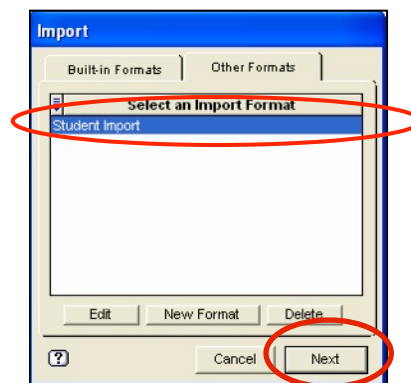 Import
Built-in Formats Other Formats
Select an Import Format
Student Import
Edit New Format Delete
? Cancel Next